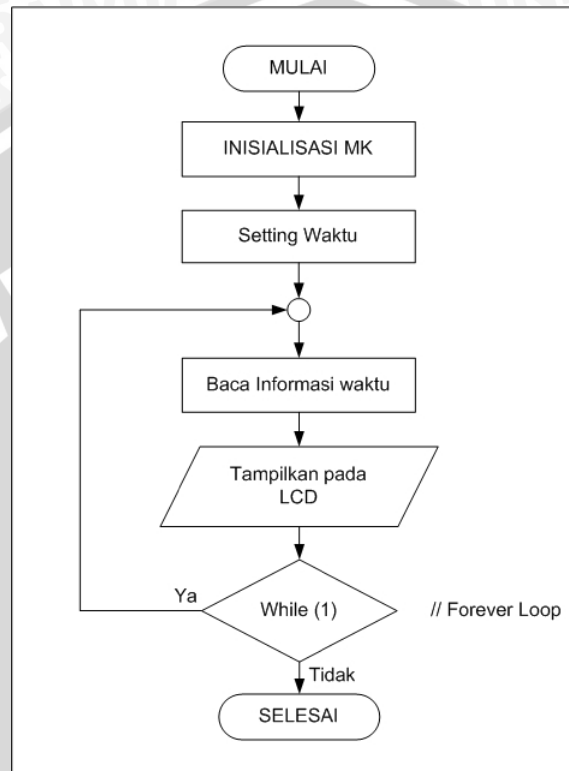 MULAI
INISIALISASI MK
Setting Waktu
Baca Informasi waktu
Tampilkan pada
LCD
Ya
While (1)
// Forever Loop
Tidak
SELESAI